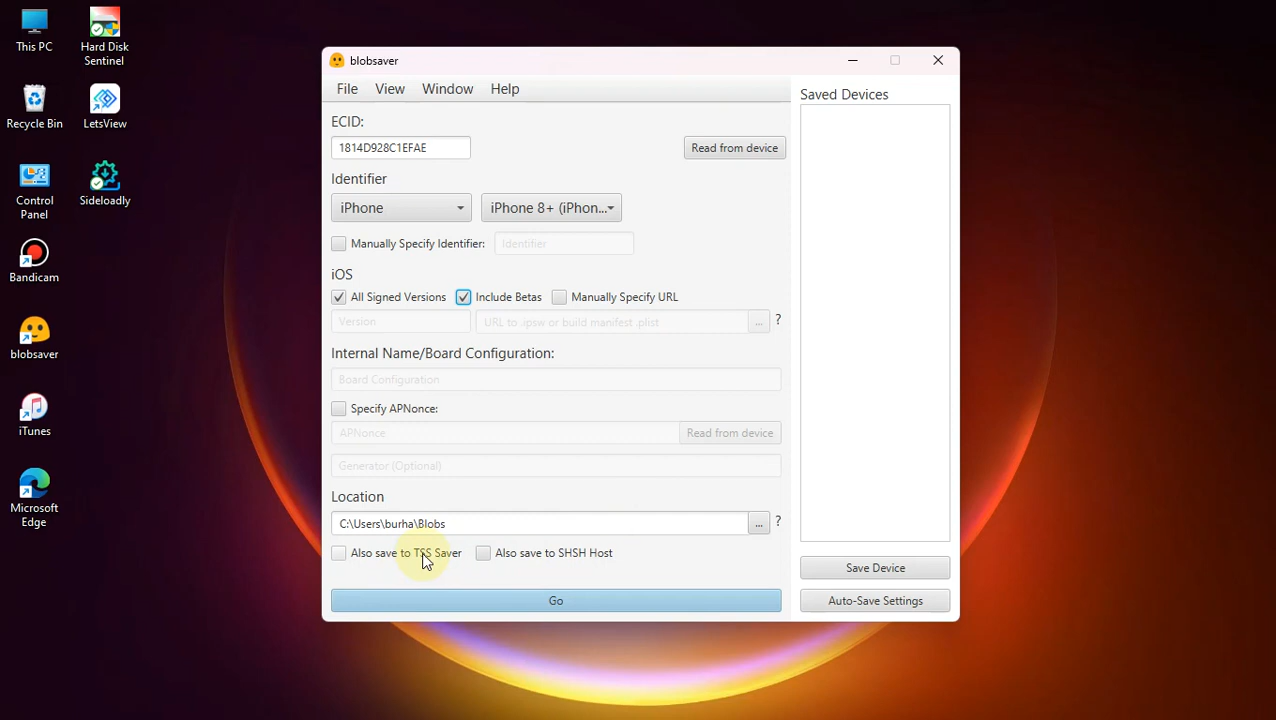 This PC
Hard Disk
Sentinel
Recycle Bin
LetsView
Control
Panel
Sideloadly
Bandicam
blobsaver
iTunes
Microsoft
Edge
blobsaver
File View Window Help
ECID:
1814D928C1EFAE
Read from device
Identifier
iPhone
iPhone 8+ (iPhon...
Manually Specify Identifier:
Identifier
iOS
All Signed Versions
Include Betas
Manually Specify URL
Version
URL to .ipsw or build manifest .plist
...
?
Internal Name/Board Configuration:
Board Configuration
Specify APNonce:
APNonce
Read from device
Generator (Optional)
Location
C:\Users\burha\Blobs
...
?
Also save to TSS Saver
Also save to SHSH Host
Go
Saved Devices
Save Device
Auto-Save Settings